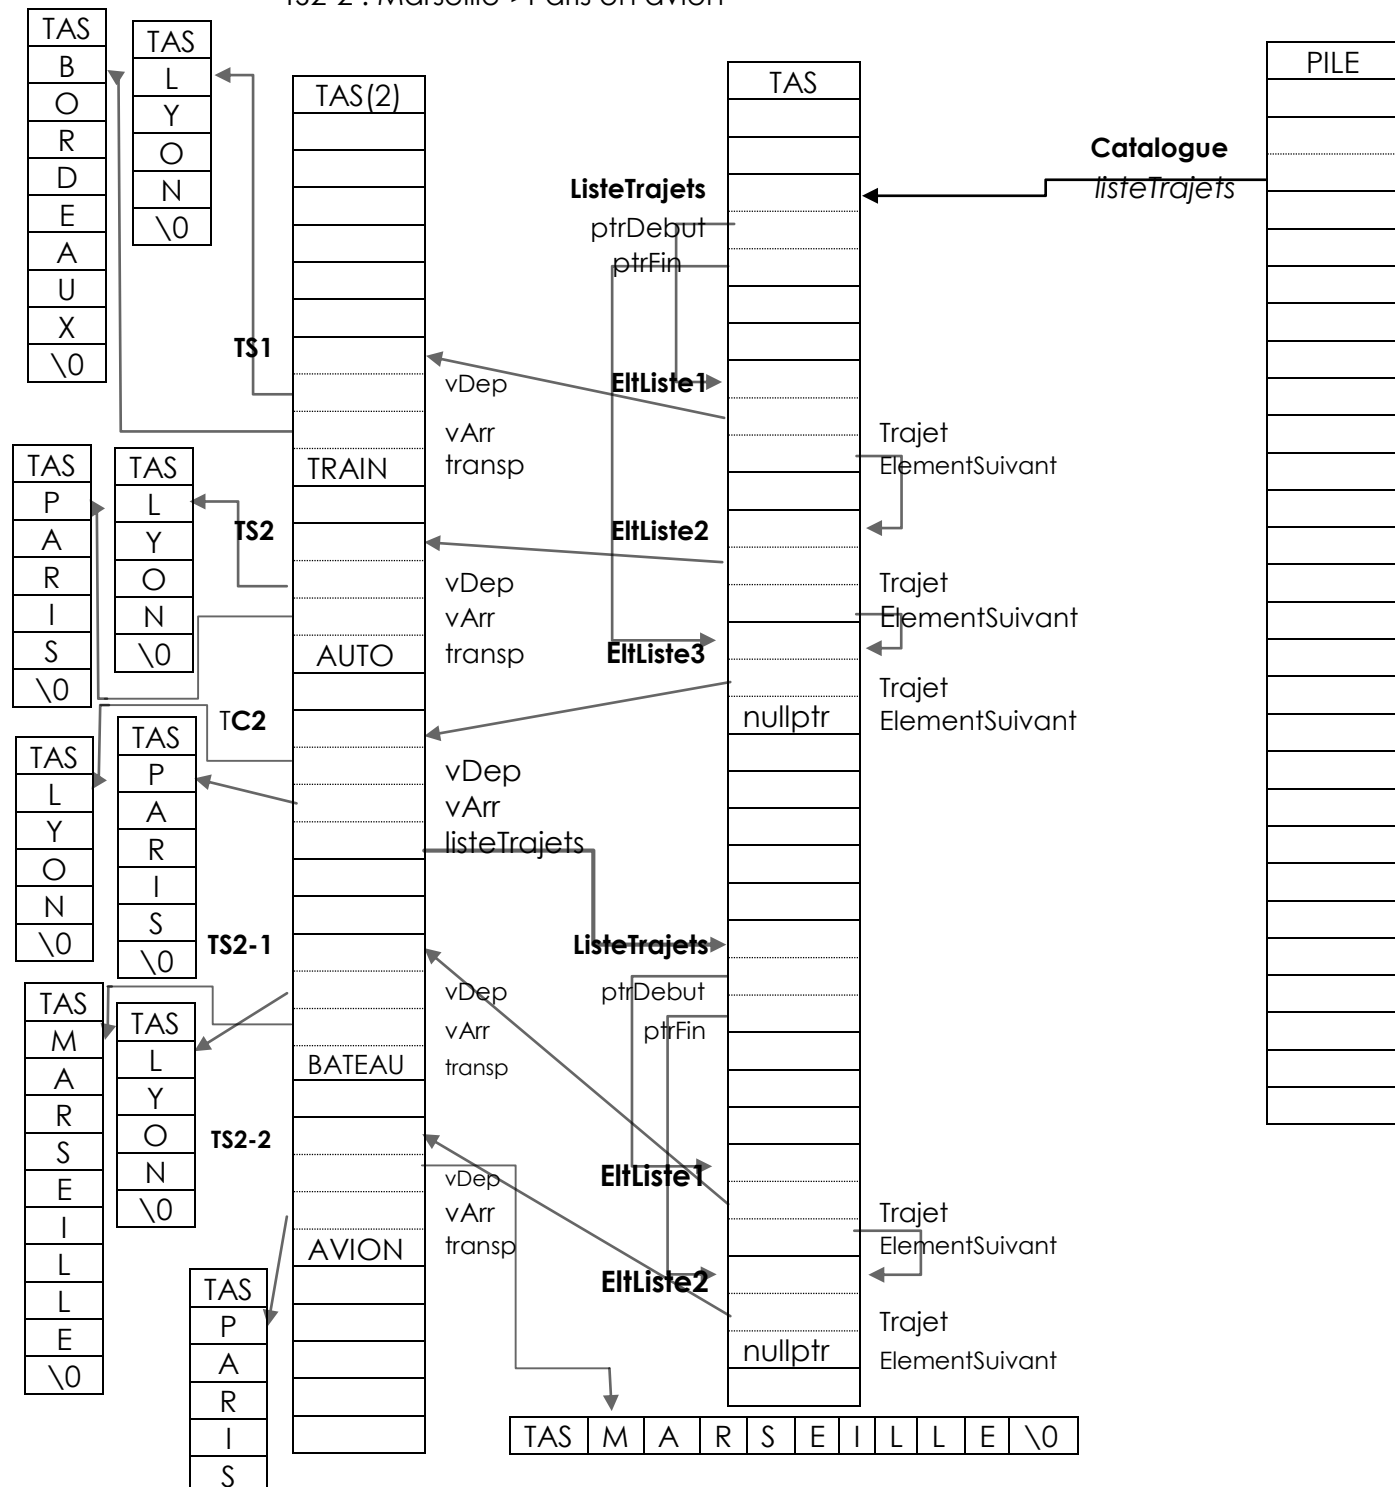 TS2-2 : Marseille->Paris en avion
TAS
B
O
R
D
E
A
U
X
\0
TAS
L
Y
O
N
\0
TAS(2)
TAS
PILE
Catalogue
listeTrajets
ListeTrajets
ptrDebut
ptrFin
TS1
vDep
vArr
transp
TRAIN
EltListe1
Trajet
ElementSuivant
TAS
P
A
R
I
S
\0
TAS
L
Y
O
N
\0
TS2
vDep
vArr
transp
AUTO
EltListe2
Trajet
ElementSuivant
EltListe3
Trajet
ElementSuivant
nullptr
TC2
vDep
vArr
listeTrajets
TAS
L
Y
O
N
\0
TAS
P
A
R
I
S
\0
TS2-1
vDep
vArr
transp
BATEAU
ListeTrajets
ptrDebut
ptrFin
TAS
M
A
R
S
E
I
L
L
E
\0
TAS
L
Y
O
N
\0
TS2-2
vDep
vArr
transp
AVION
EltListe1
Trajet
ElementSuivant
EltListe2
Trajet
ElementSuivant
nullptr
TAS
P
A
R
I
S
TAS M A R S E I L L E \0